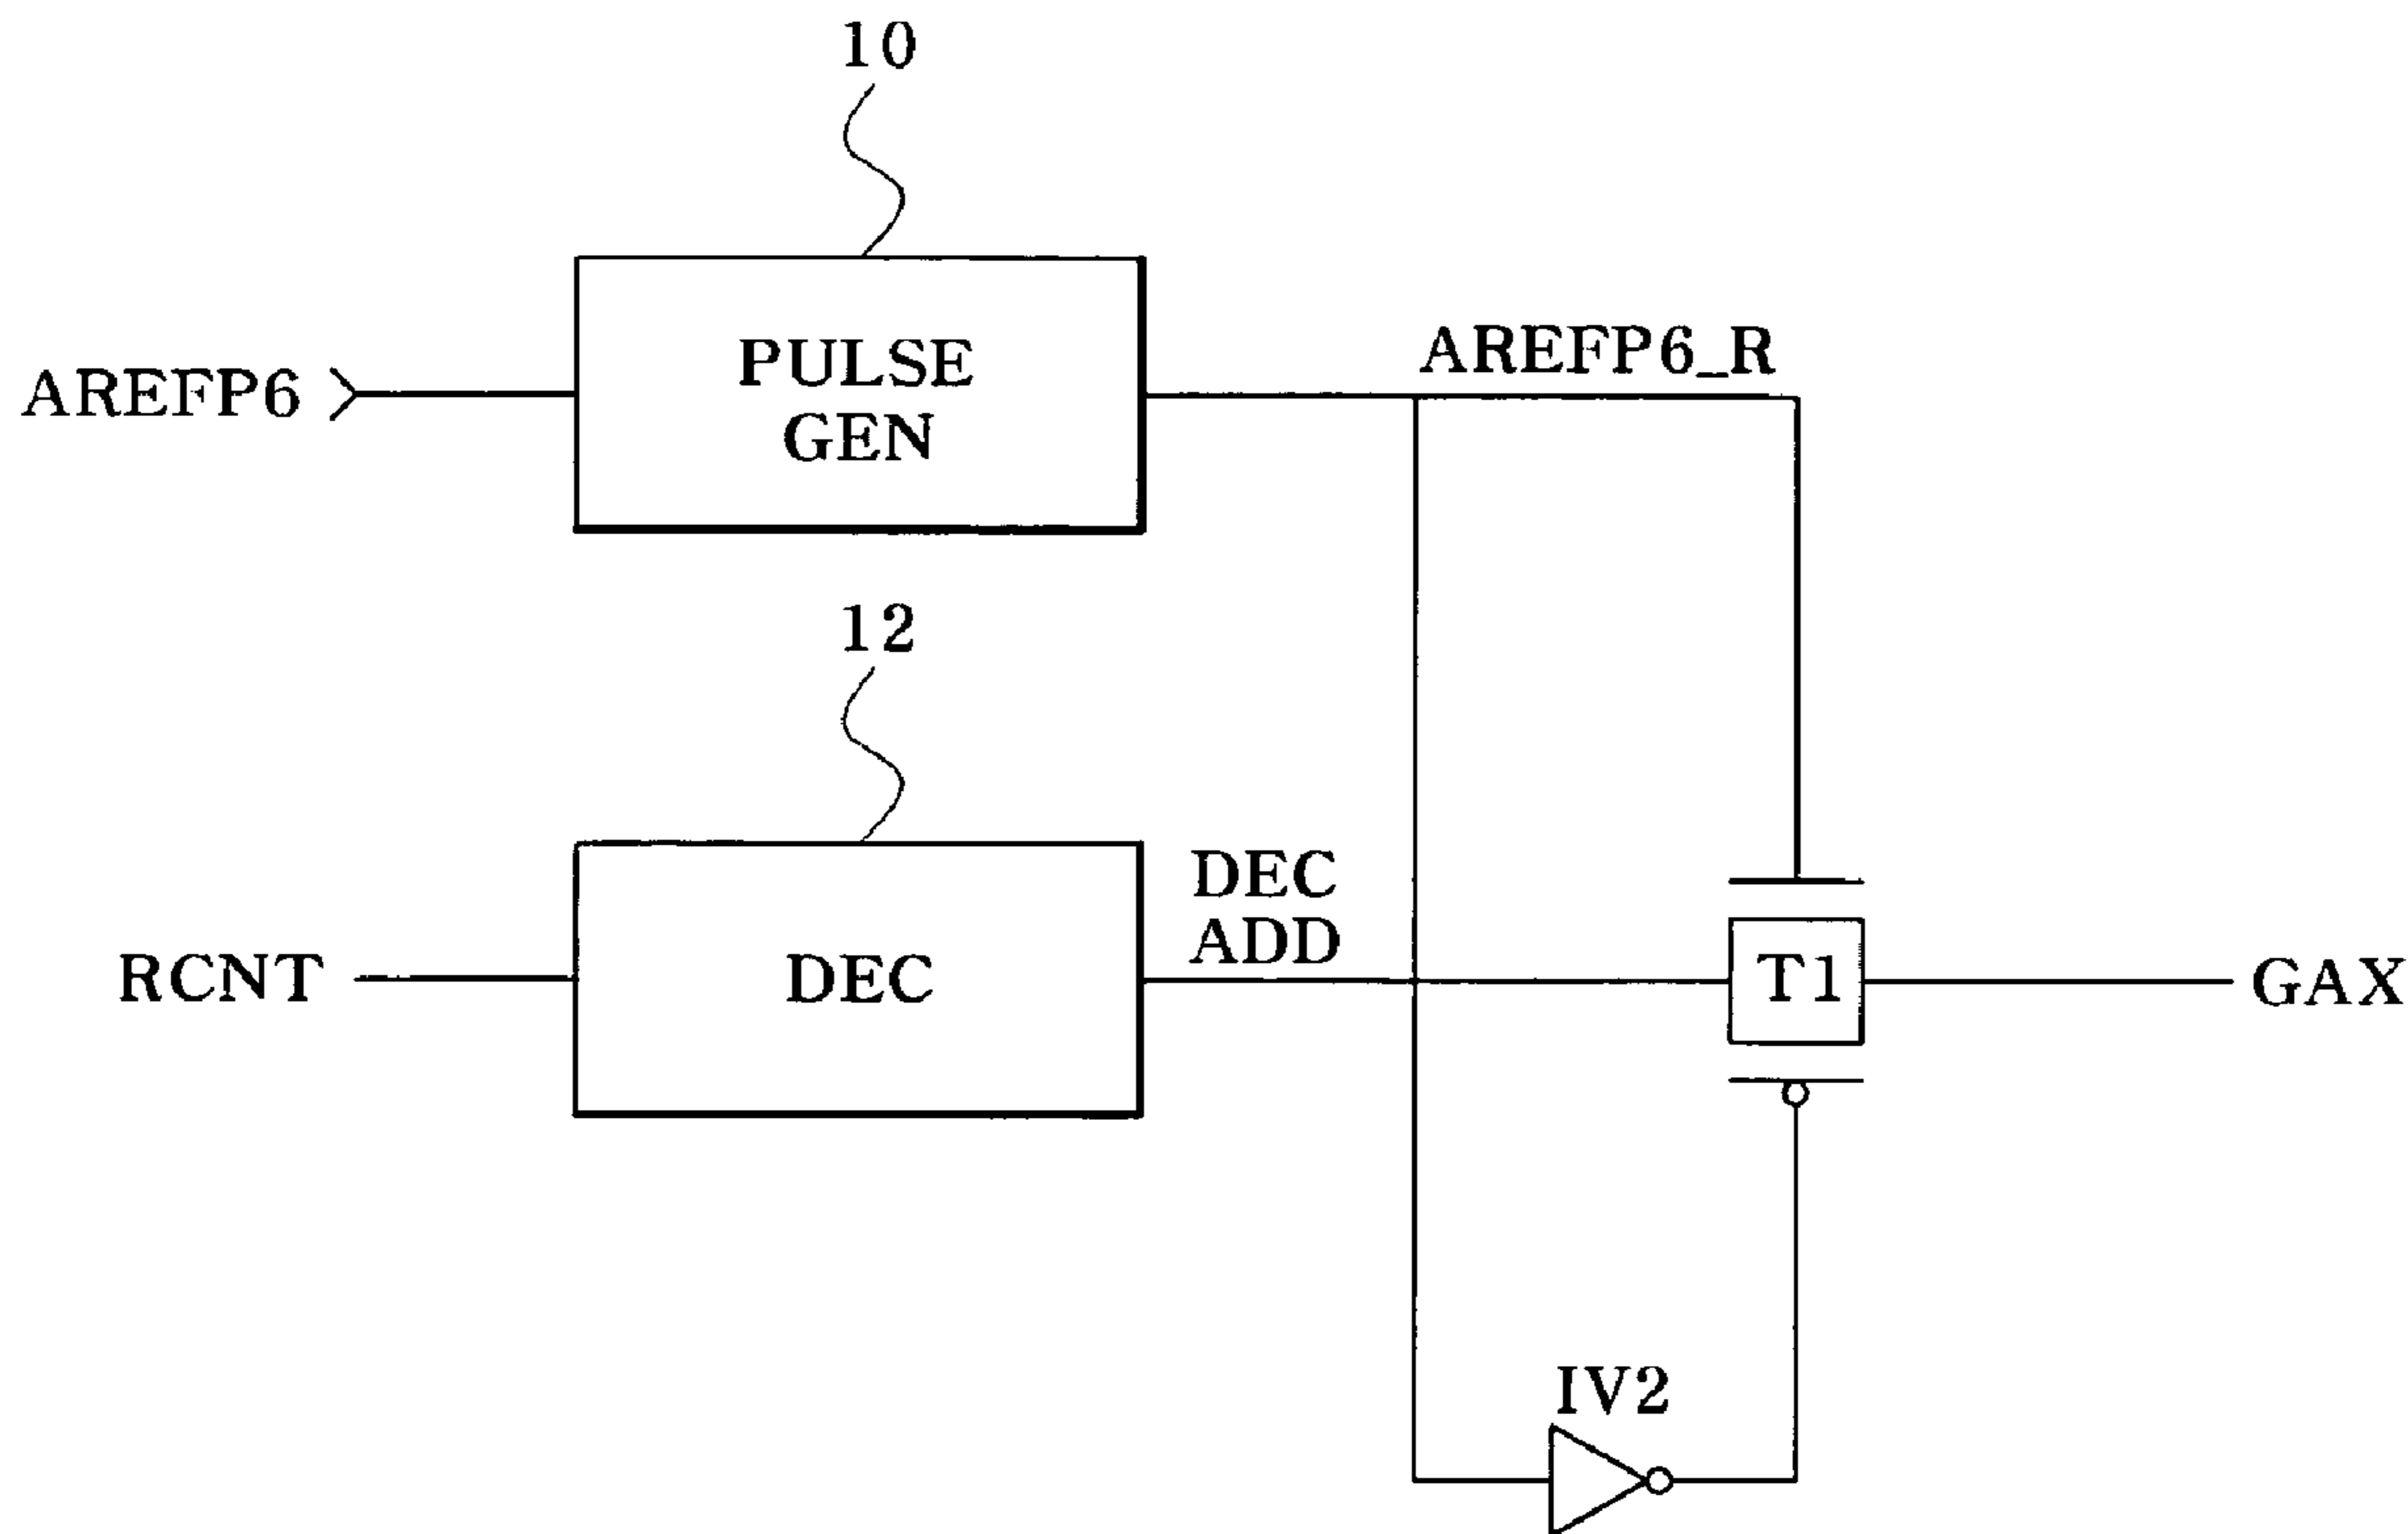 10
AREFP6
PULSE
GEN
AREFP6_R
12
RCNT
DEC
DEC
ADD
T1
GAX
IV2